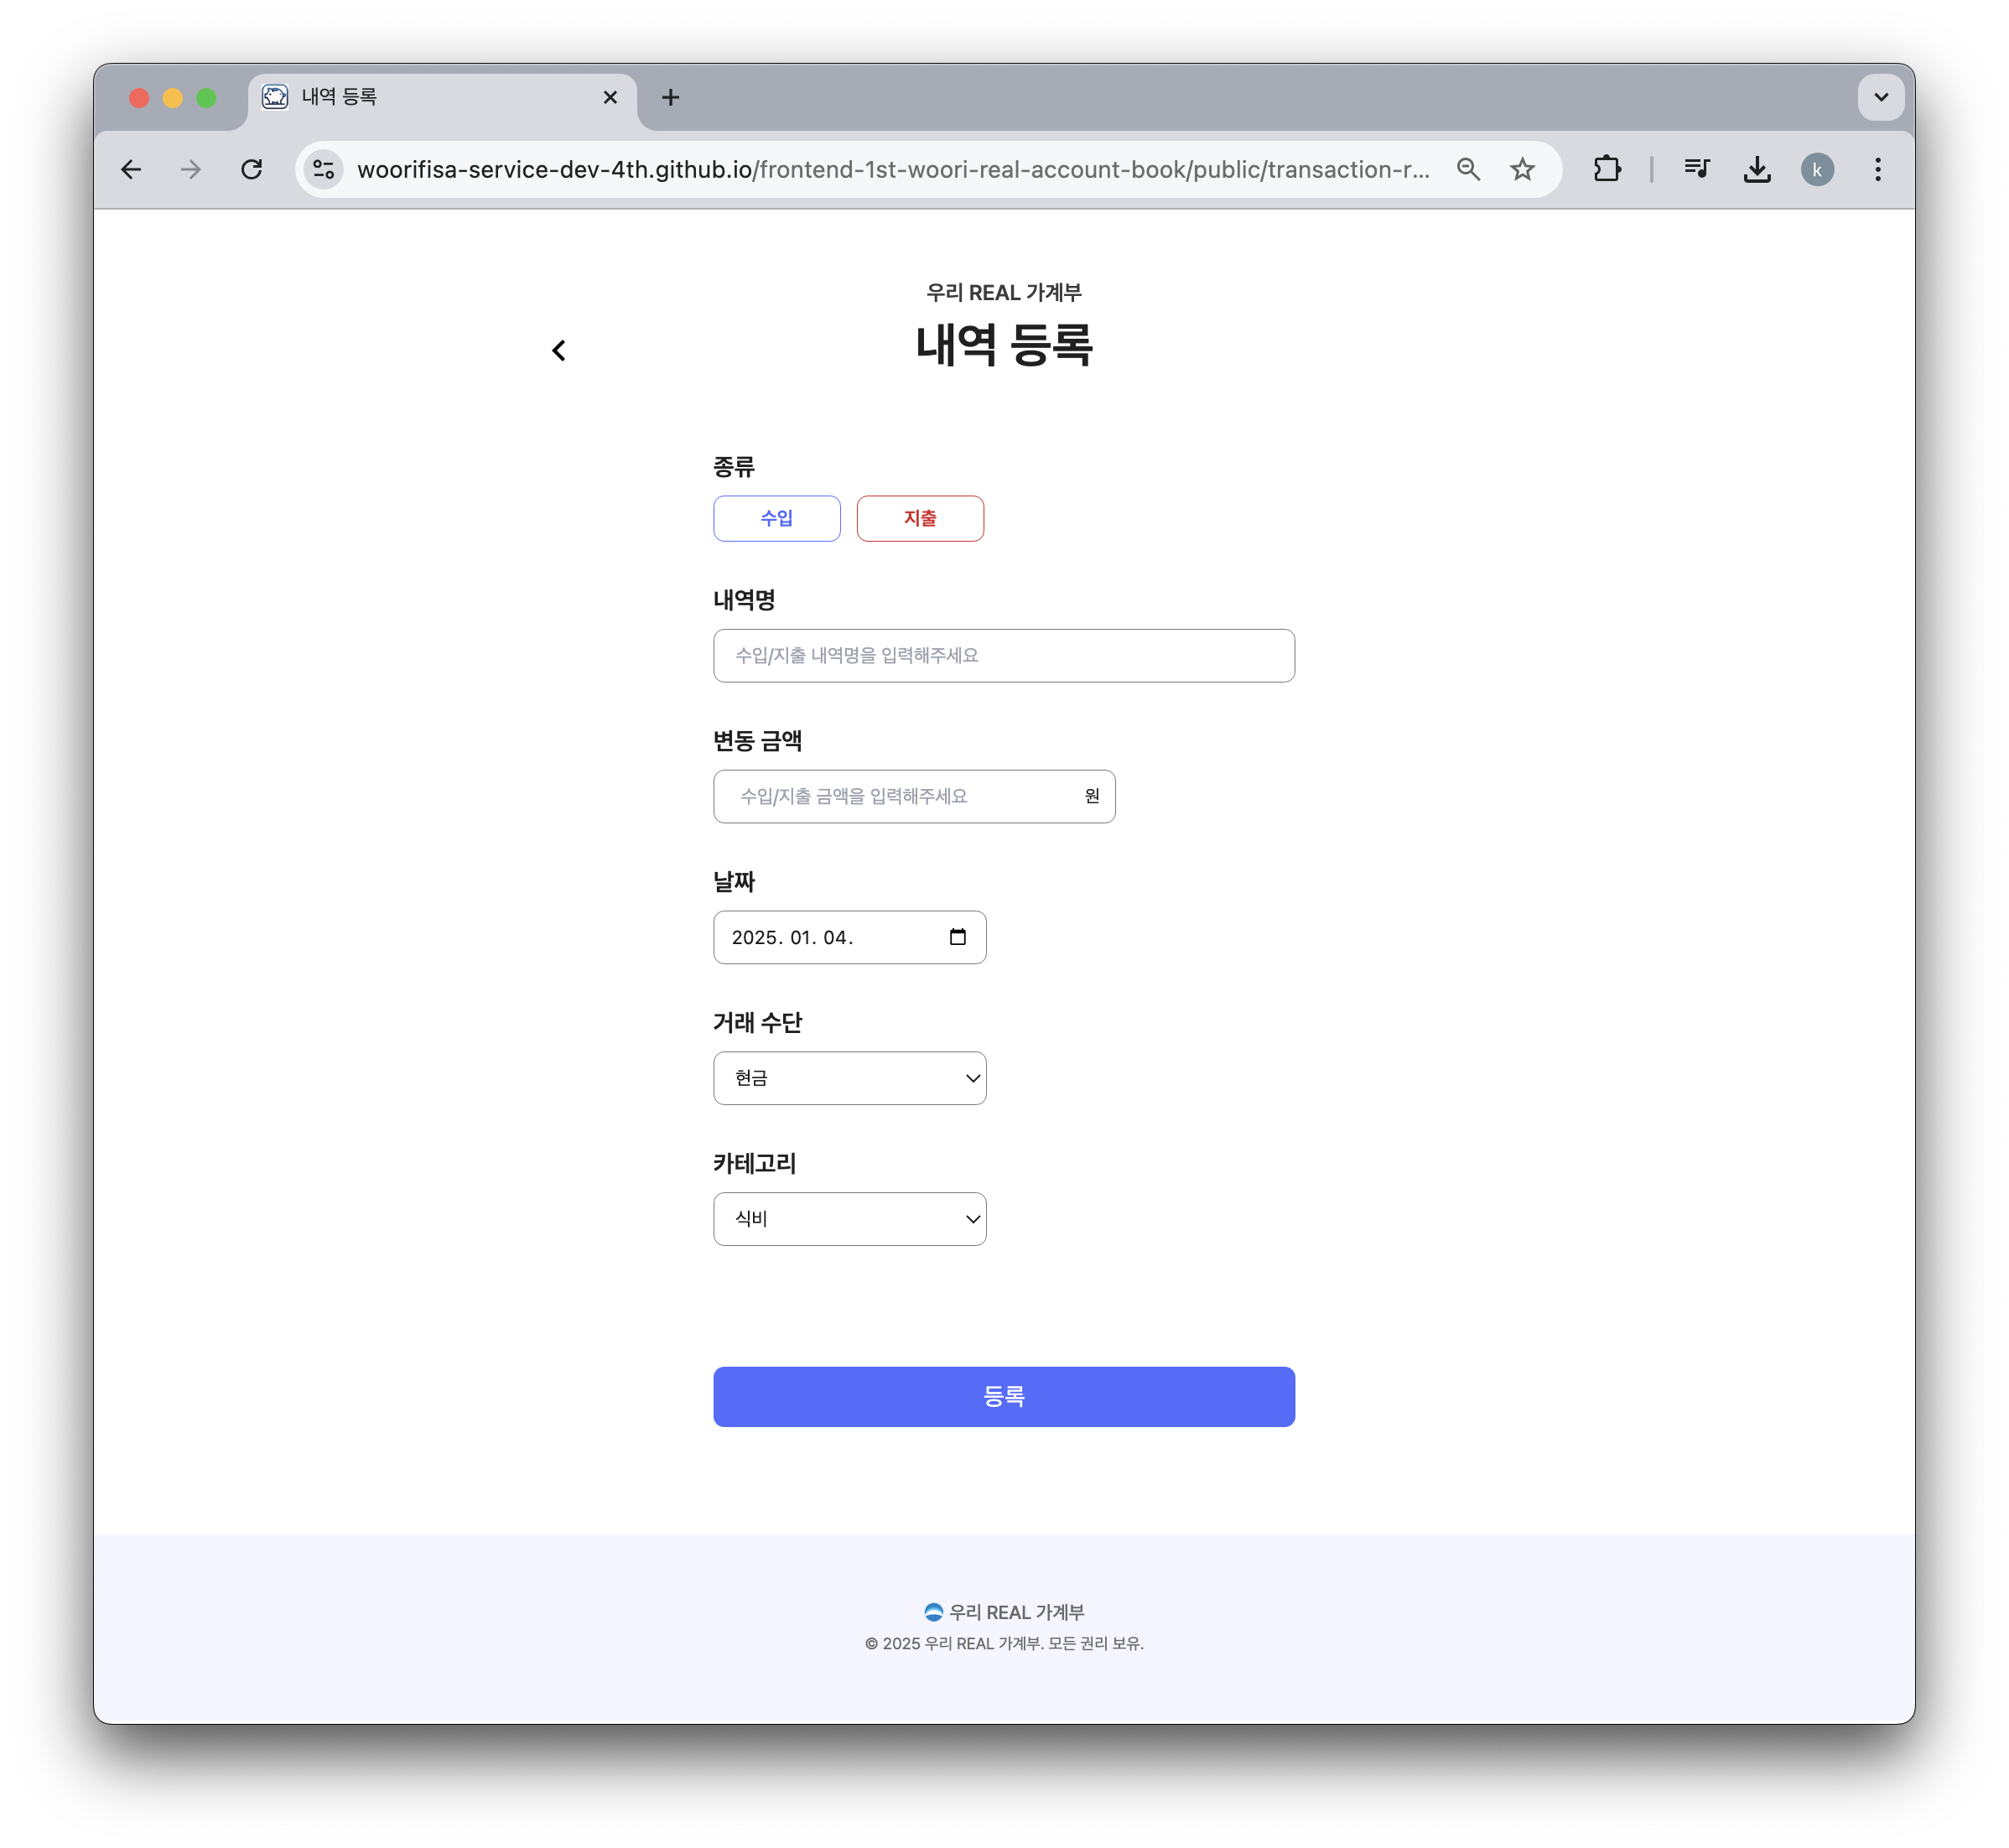 내역 등록
woorifisa-service-dev-4th.github.io/frontend-1st-woori-real-account-book/public/transaction-r...
k
우리 REAL 가계부
내역 등록
종류
수입 지출
내역명
수입/지출 내역명을 입력해주세요
변동 금액
수입/지출 금액을 입력해주세요 원
날짜
2025. 01. 04.
거래 수단
현금
카테고리
식비
등록
우리 REAL 가계부
© 2025 우리 REAL 가계부. 모든 권리 보유.